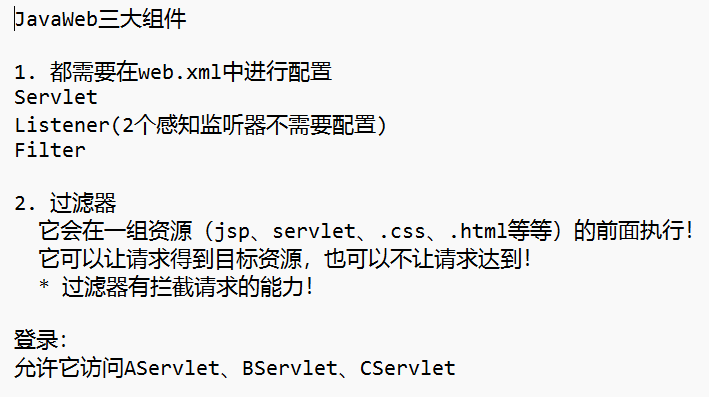 JavaWeb三大组件
1. 都需要在web.xml中进行配置
Servlet
Listener(2个感知监听器不需要配置)
Filter
2. 过滤器
它会在一组资源（jsp、servlet、.css、.html等等）的前面执行！
它可以让请求得到目标资源，也可以不让请求达到！
* 过滤器有拦截请求的能力！
登录：
允许它访问AServlet、BServlet、CServlet